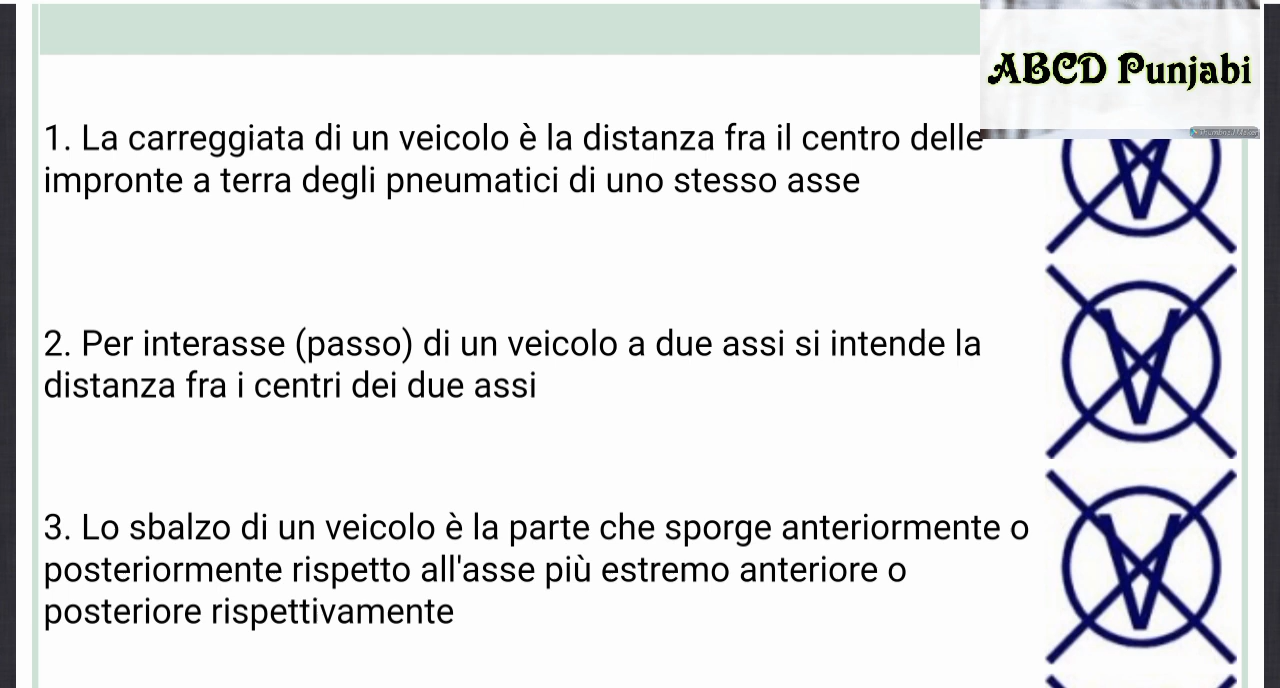 ABCD Punjabi
1. La carreggiata di un veicolo è la distanza fra il centro delle
impronte a terra degli pneumatici di uno stesso asse
V
2. Per interasse (passo) di un veicolo a due assi si intende la
distanza fra i centri dei due assi
V
3. Lo sbalzo di un veicolo è la parte che sporge anteriormente o
posteriormente rispetto all'asse più estremo anteriore o
posteriore rispettivamente
V